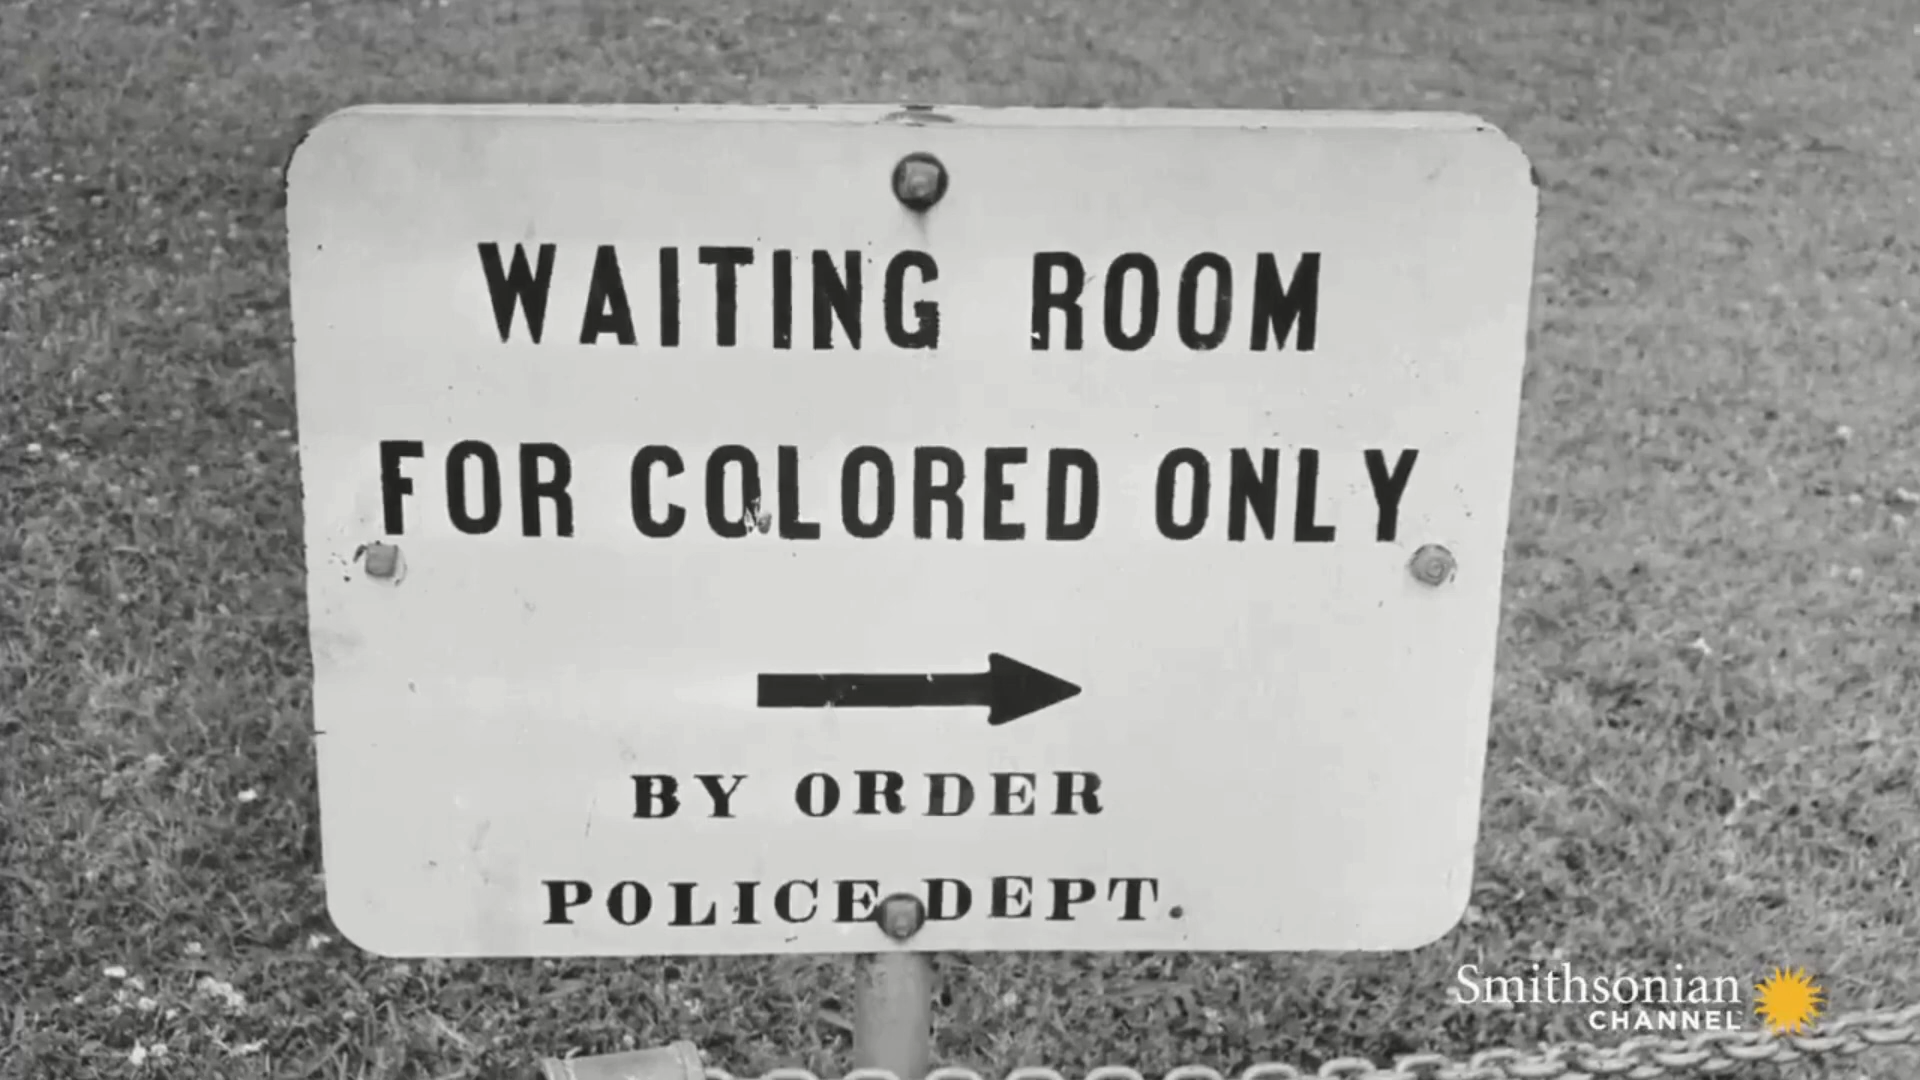 WAITING ROOM
FOR COLORED ONLY
BY ORDER
POLICE DEPT.
Smithsonian
CHANNEL